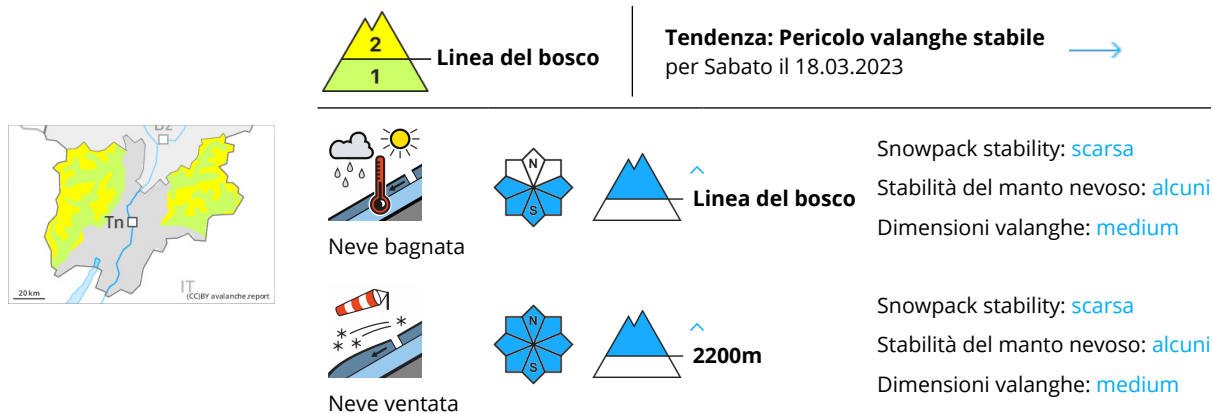 2
1
Linea del bosco
Tendenza: Pericolo valanghe stabile
per Sabato il 18.03.2023
BZ
Tn
IT
20 km
(CC)BY avalanche.report
Neve bagnata
N
S
Linea del bosco
Snowpack stability: scarsa
Stabilità del manto nevoso: alcuni
Dimensioni valanghe: medium
Neve ventata
N
S
2200m
Snowpack stability: scarsa
Stabilità del manto nevoso: alcuni
Dimensioni valanghe: medium